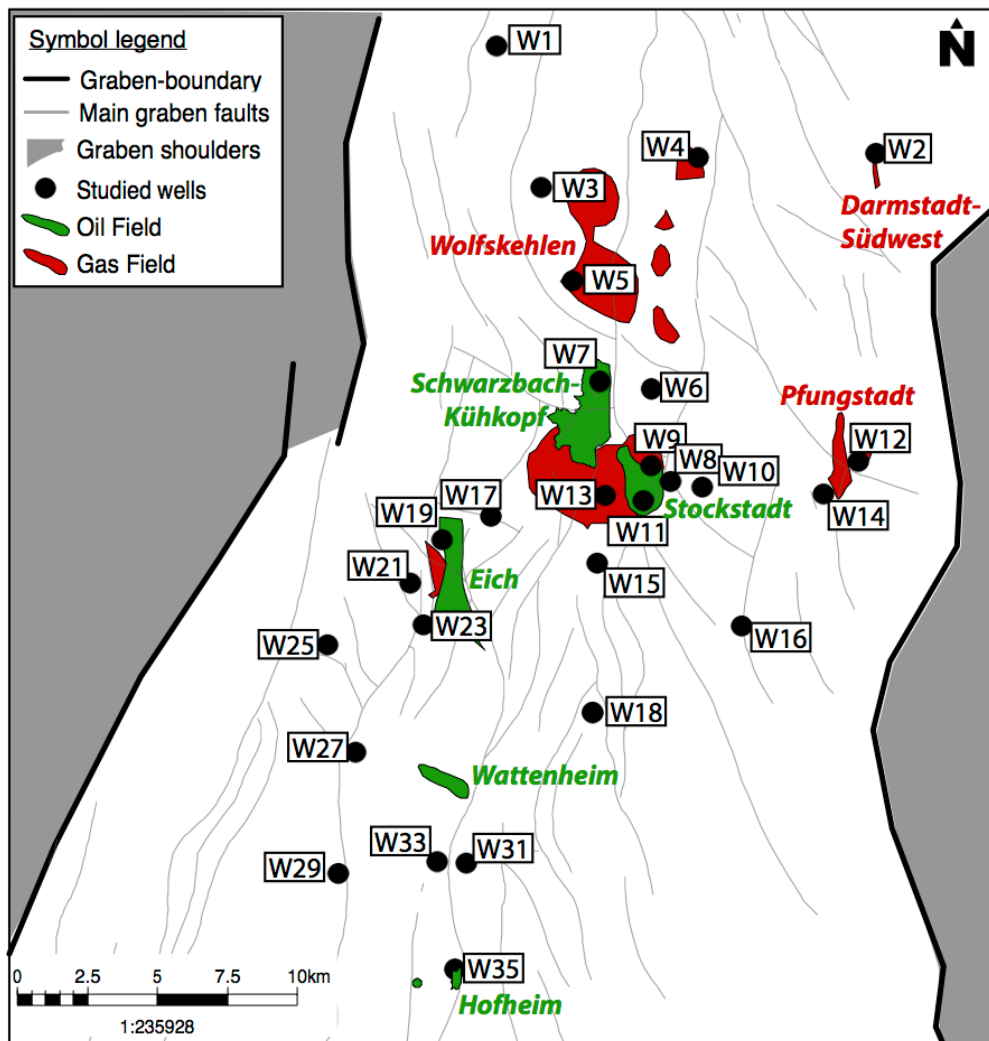 Symbol legend
Graben-boundary
Main graben faults
Graben shoulders
Studied wells
Oil Field
Gas Field
N
W1
W4
W2
W3
Darmstadt-
Südwest
Wolfskehlen
W5
W7
Schwarzbach-
Kühkopf
W6
Pfungstadt
W9
W8
W10
W12
W17
W13
Stockstadt
W14
W19
W11
W21
Eich
W15
W23
W16
W25
W18
W27
Wattenheim
W33
W31
W29
0 2.5 5 7.5 10km
1:235928
W35
Hofheim